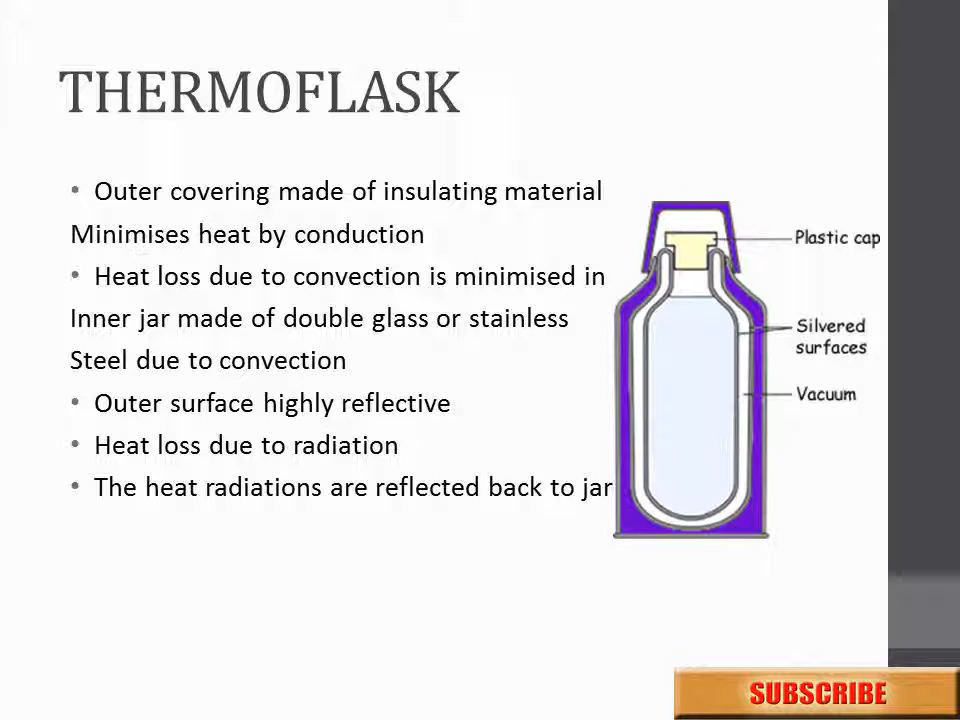 THERMOFLASK
• Outer covering made of insulating material
Minimises heat by conduction
• Heat loss due to convection is minimised in
Inner jar made of double glass or stainless
Steel due to convection
• Outer surface highly reflective
• Heat loss due to radiation
• The heat radiations are reflected back to jar
Plastic cap
Silvered
surfaces
Vacuum
SUBSCRIBE